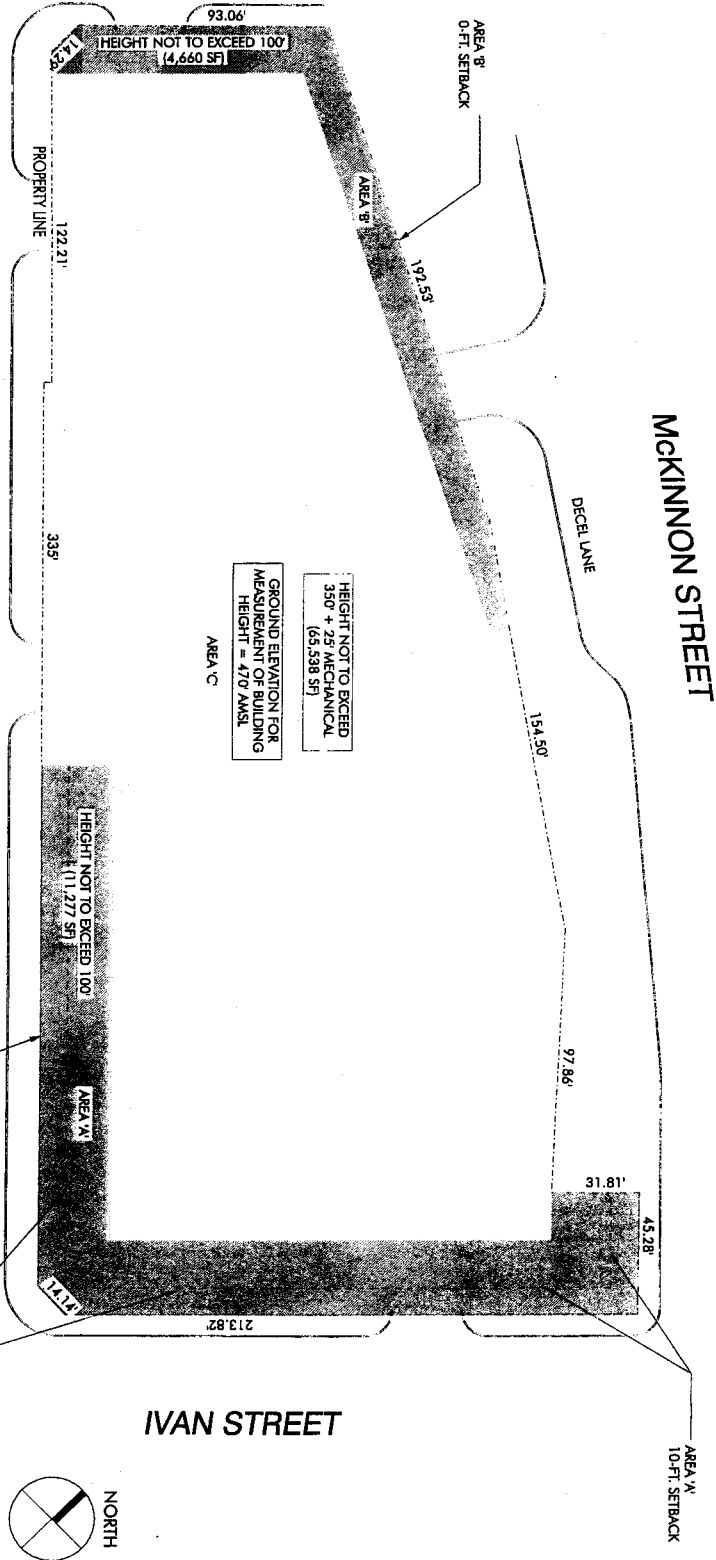 McKINNON STREET
DECEL LANE
AREA 'B'
0-FT. SETBACK
93.06'
HEIGHT NOT TO EXCEED 100'
(4,660 SF)
14.29'
AREA 'B'
192.53'
PROPERTY LINE
122.21'
335'
154.50'
97.86'
HEIGHT NOT TO EXCEED
350' + 25' MECHANICAL
(65,538 SF)
GROUND ELEVATION FOR
MEASUREMENT OF BUILDING
HEIGHT = 470' AMSL
AREA 'C'
HEIGHT NOT TO EXCEED 100'
(11,277 SF)
AREA 'A'
31.81'
45.28'
14.14'
213.82'
AREA 'A'
10-FT. SETBACK
IVAN STREET
NORTH